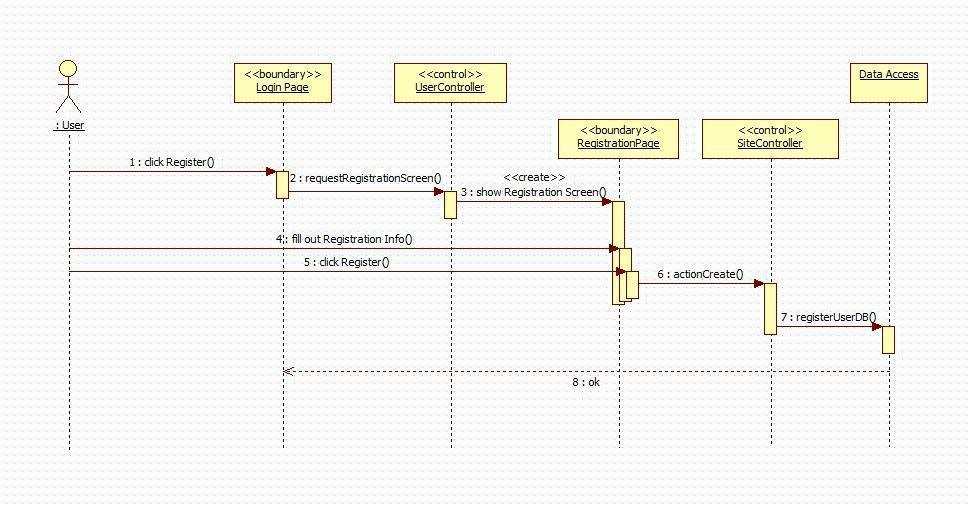 <<boundary>>
Login Page
<<control>>
UserController
Data Access
: User
<<boundary>>
RegistrationPage
<<control>>
SiteController
1 : click Register()
2 : requestRegistrationScreen()
<<create>>
3 : show Registration Screen()
4 : fill out Registration Info()
5 : click Register()
6 : actionCreate()
7 : registerUserDB()
8 : ok